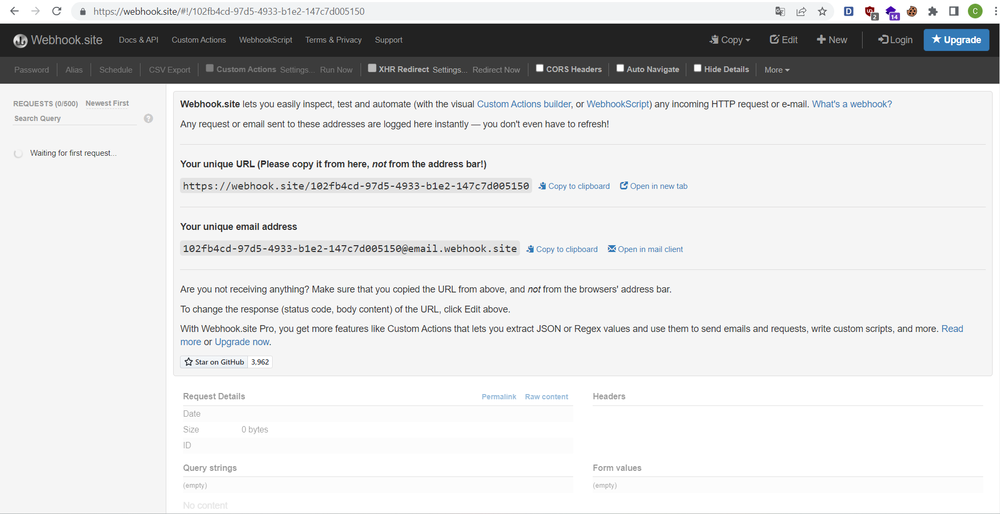 https://webhook.site/#!/102fb4cd-97d5-4933-b1e2-147c7d005150
2
14
C
Webhook.site Docs & API Custom Actions WebhookScript Terms & Privacy Support Copy Edit New Login Upgrade
Password Alias Schedule CSV Export Custom Actions Settings... Run Now XHR Redirect Settings... Redirect Now CORS Headers Auto Navigate Hide Details More
REQUESTS (0/500) Newest First
Search Query ?
Waiting for first request...
Webhook.site lets you easily inspect, test and automate (with the visual Custom Actions builder, or WebhookScript) any incoming HTTP request or e-mail. What's a webhook?
Any request or email sent to these addresses are logged here instantly — you don't even have to refresh!
Your unique URL (Please copy it from here, not from the address bar!)
https://webhook.site/102fb4cd-97d5-4933-b1e2-147c7d005150 Copy to clipboard Open in new tab
Your unique email address
102fb4cd-97d5-4933-b1e2-147c7d005150@email.webhook.site Copy to clipboard Open in mail client
Are you not receiving anything? Make sure that you copied the URL from above, and not from the browsers' address bar.
To change the response (status code, body content) of the URL, click Edit above.
With Webhook.site Pro, you get more features like Custom Actions that lets you extract JSON or Regex values and use them to send emails and requests, write custom scripts, and more. Read
more or Upgrade now.
Star on GitHub 3,962
Request Details Permalink Raw content Headers
Date
Size 0 bytes
ID
Query strings Form values
(empty) (empty)
No content